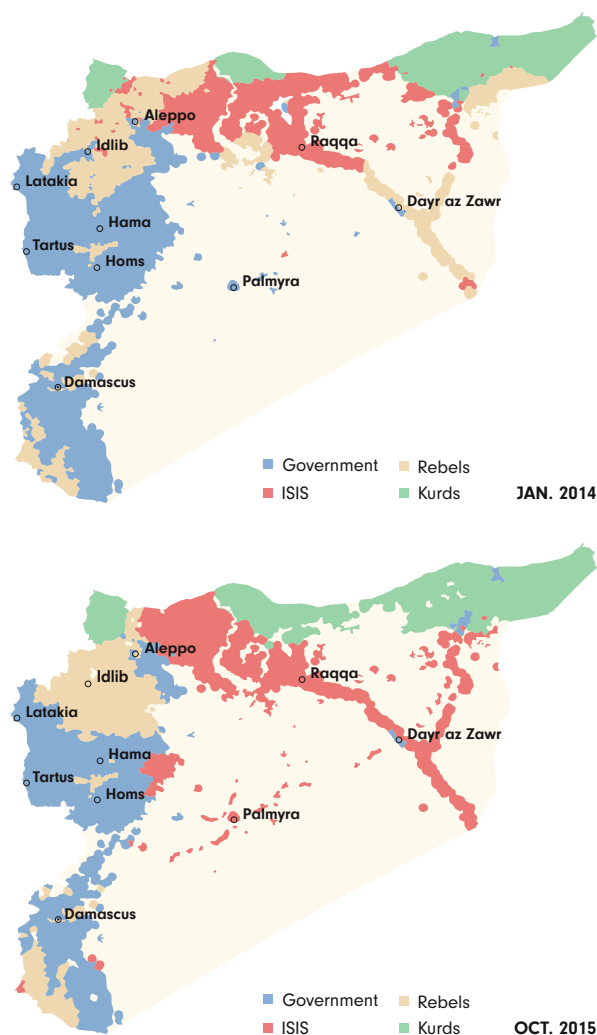 Aleppo
Idlib
Raqqa
Latakia
Dayr az Zawr
Hama
Tartus
Homs
Palmyra
Damascus
Government Rebels
ISIS Kurds JAN. 2014
Aleppo
Idlib
Raqqa
Latakia
Dayr az Zawr
Hama
Tartus
Homs
Palmyra
Damascus
Government Rebels
ISIS Kurds OCT. 2015